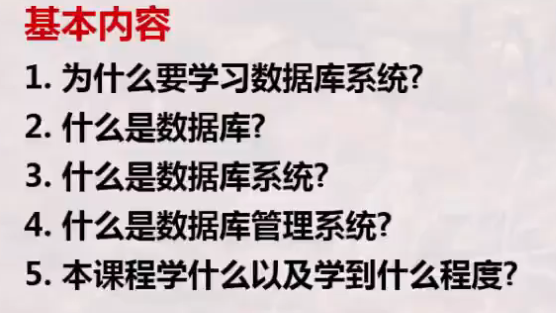 基本内容
1. 为什么要学习数据库系统?
2. 什么是数据库?
3. 什么是数据库系统?
4. 什么是数据库管理系统?
5. 本课程学什么以及学到什么程度?